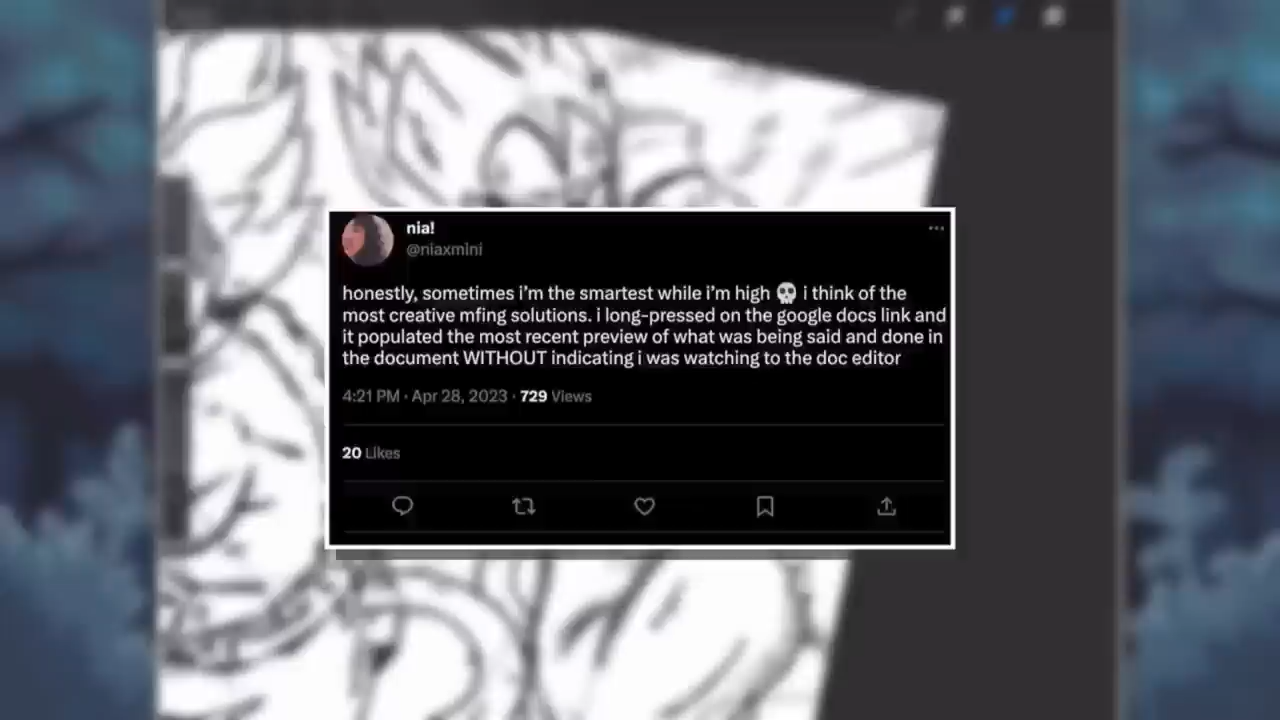 nia!
@niaxmini
honestly, sometimes i'm the smartest while i'm high 💀 i think of the
most creative mfing solutions. i long-pressed on the google docs link and
it populated the most recent preview of what was being said and done in
the document WITHOUT indicating i was watching to the doc editor
4:21 PM · Apr 28, 2023 · 729 Views
20 Likes